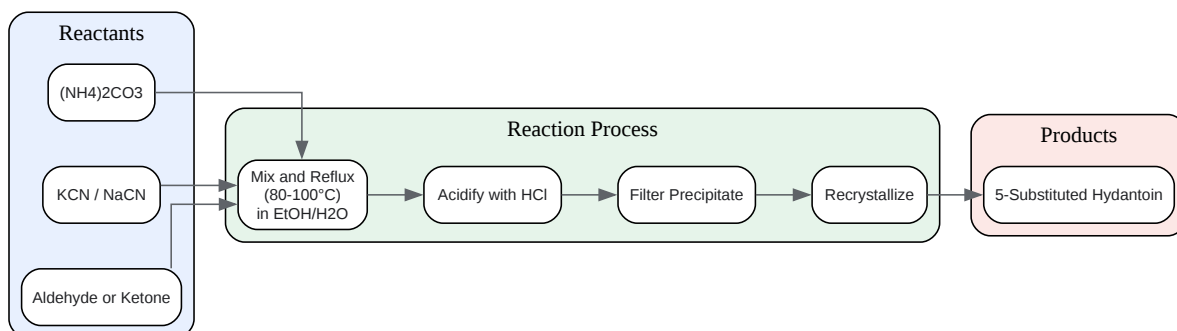 Reactants
(NH4)2CO3
KCN / NaCN
Aldehyde or Ketone
Reaction Process
Mix and Reflux
(80-100°C)
in EtOH/H2O
Acidify with HCl
Filter Precipitate
Recrystallize
Products
5-Substituted Hydantoin